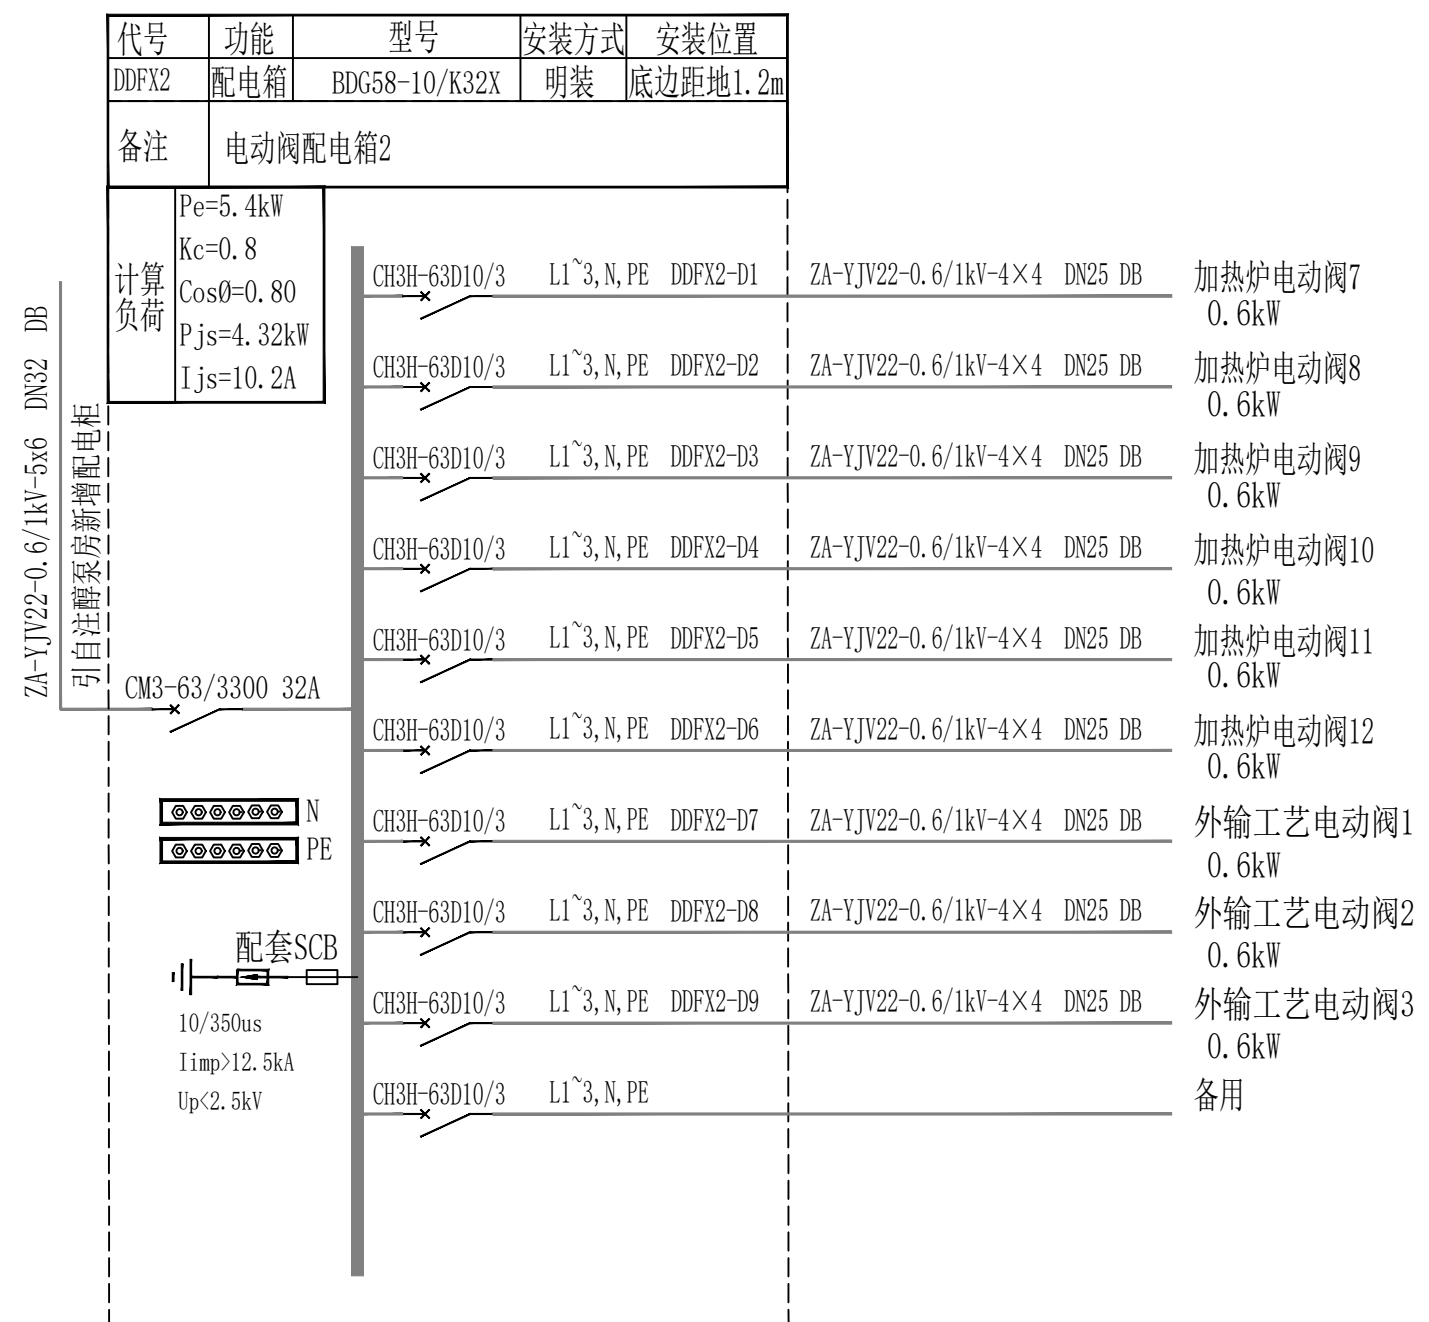 代号 功能 型号 安装方式 安装位置
DDFX2 配电箱 BDG58-10/K32X 明装 底边距地1.2m
备注 电动阀配电箱2
计算负荷
Pe=5.4kW
Kc=0.8
CosØ=0.80
Pjs=4.32kW
Ijs=10.2A
ZA-YJV22-0.6/1kV-5x6 DN32 DB
引自注醇泵房新增配电柜
CM3-63/3300 32A
N
PE
配套SCB
10/350us
Iimp>12.5kA
Up<2.5kV
CH3H-63D10/3 L1~3,N,PE DDFX2-D1 ZA-YJV22-0.6/1kV-4×4 DN25 DB 加热炉电动阀7
0.6kW
CH3H-63D10/3 L1~3,N,PE DDFX2-D2 ZA-YJV22-0.6/1kV-4×4 DN25 DB 加热炉电动阀8
0.6kW
CH3H-63D10/3 L1~3,N,PE DDFX2-D3 ZA-YJV22-0.6/1kV-4×4 DN25 DB 加热炉电动阀9
0.6kW
CH3H-63D10/3 L1~3,N,PE DDFX2-D4 ZA-YJV22-0.6/1kV-4×4 DN25 DB 加热炉电动阀10
0.6kW
CH3H-63D10/3 L1~3,N,PE DDFX2-D5 ZA-YJV22-0.6/1kV-4×4 DN25 DB 加热炉电动阀11
0.6kW
CH3H-63D10/3 L1~3,N,PE DDFX2-D6 ZA-YJV22-0.6/1kV-4×4 DN25 DB 加热炉电动阀12
0.6kW
CH3H-63D10/3 L1~3,N,PE DDFX2-D7 ZA-YJV22-0.6/1kV-4×4 DN25 DB 外输工艺电动阀1
0.6kW
CH3H-63D10/3 L1~3,N,PE DDFX2-D8 ZA-YJV22-0.6/1kV-4×4 DN25 DB 外输工艺电动阀2
0.6kW
CH3H-63D10/3 L1~3,N,PE DDFX2-D9 ZA-YJV22-0.6/1kV-4×4 DN25 DB 外输工艺电动阀3
0.6kW
CH3H-63D10/3 L1~3,N,PE 备用